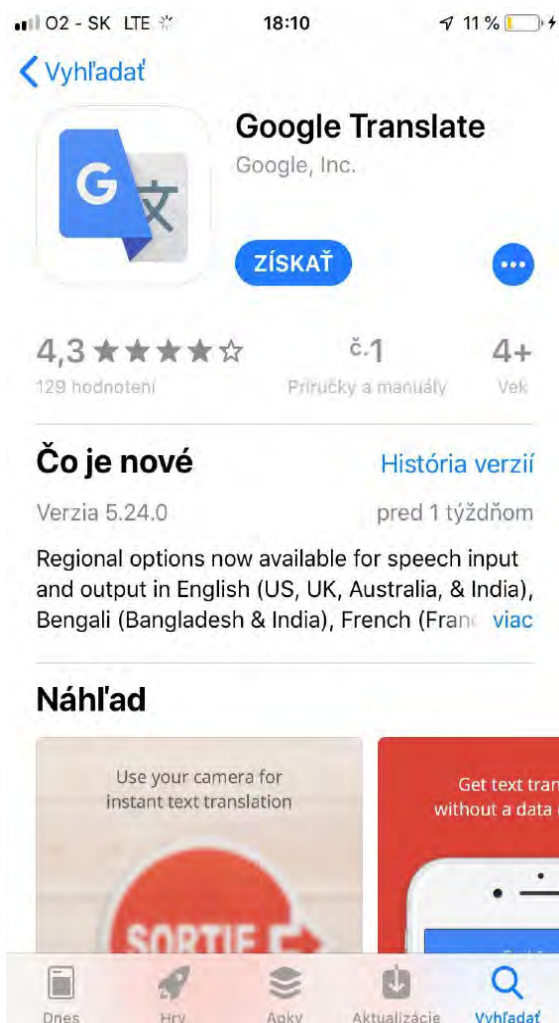 O2 - SK LTE 18:10 11 %
Vyhľadať
Google Translate
Google, Inc.
G 文
ZÍSKAŤ
4,3 ★★★★☆ č.1 4+
129 hodnotení Príručky a manuály Vek
Čo je nové História verzií
Verzia 5.24.0 pred 1 týždňom
Regional options now available for speech input
and output in English (US, UK, Australia, & India),
Bengali (Bangladesh & India), French (Fran viac
Náhľad
Use your camera for
instant text translation
Get text tran
without a data
SORTIE
Dnes Hry Apky Aktualizácie Vyhľadať